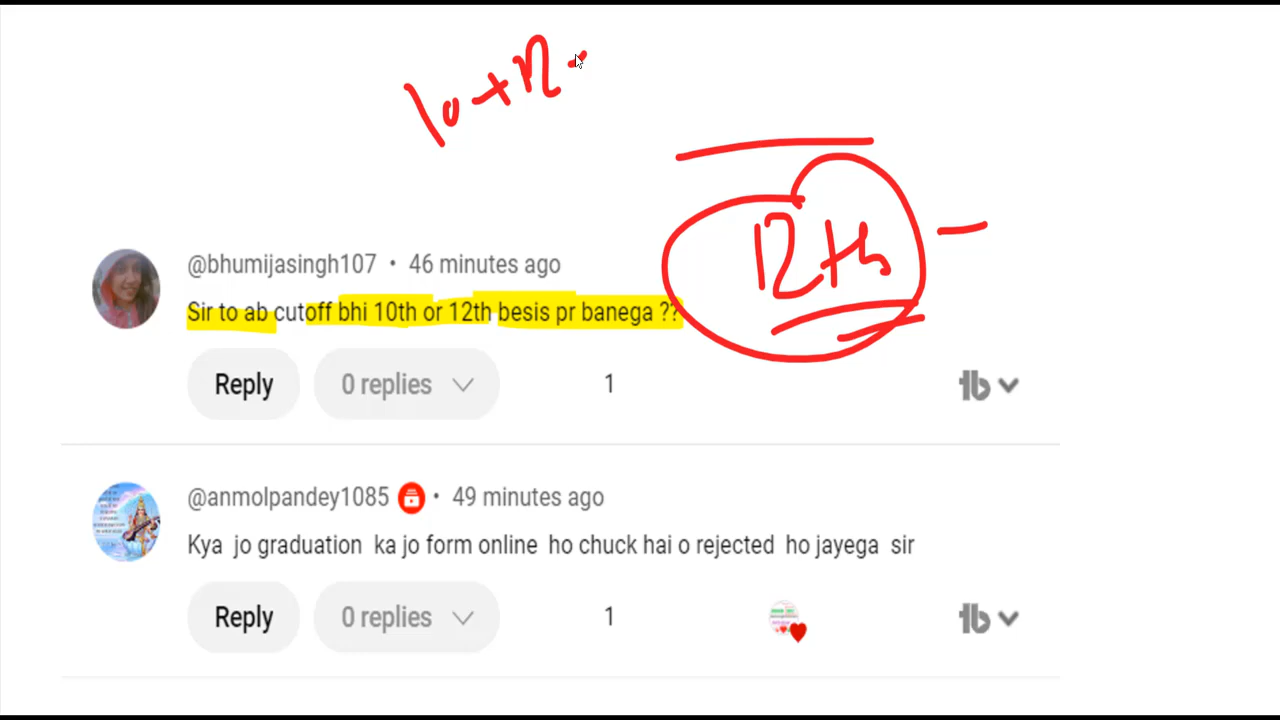 10 + 12 -
12th -
@bhumijasingh107 • 46 minutes ago
Sir to ab cutoff bhi 10th or 12th besis pr banega ??
Reply 0 replies 1
@anmolpandey1085 • 49 minutes ago
Kya jo graduation ka jo form online ho chuck hai o rejected ho jayega sir
Reply 0 replies 1